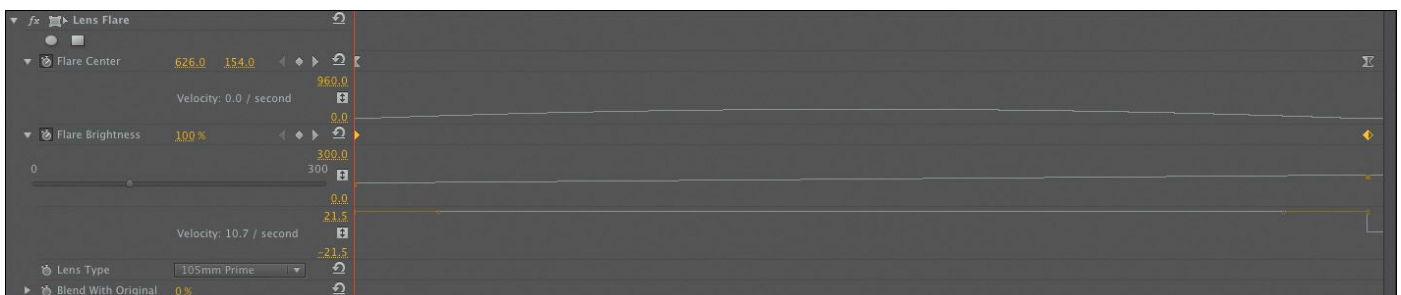 fx Lens Flare
Flare Center 626.0 154.0
960.0
Velocity: 0.0 / second
0.0
Flare Brightness 100 %
300.0
0 300
0.0
21.5
Velocity: 10.7 / second
-21.5
Lens Type 105mm Prime
Blend With Original 0 %